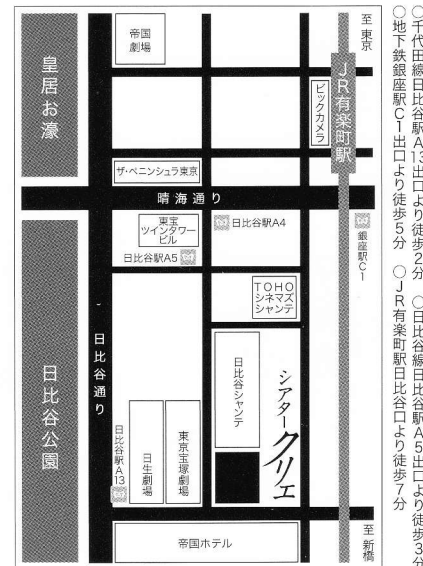 ○千代田線日比谷駅A13出口より徒歩2分 ○日比谷線日比谷駅A5出口より徒歩3分
○地下鉄銀座駅C1出口より徒歩5分 ○JR有楽町駅日比谷口より徒歩7分
至 東京
JR有楽町駅
ビックカメラ
帝国
劇場
皇居お濠
ザ・ペニンシュラ東京
晴海通り
東宝
ツインタワー
ビル
日比谷駅A4
日比谷駅A5
銀座駅C1
TOHO
シネマズ
シャンテ
日比谷通り
日比谷公園
日比谷シャンテ
シアタークリエ
東京宝塚劇場
日生劇場
日比谷駅A13
帝国ホテル
至 新橋